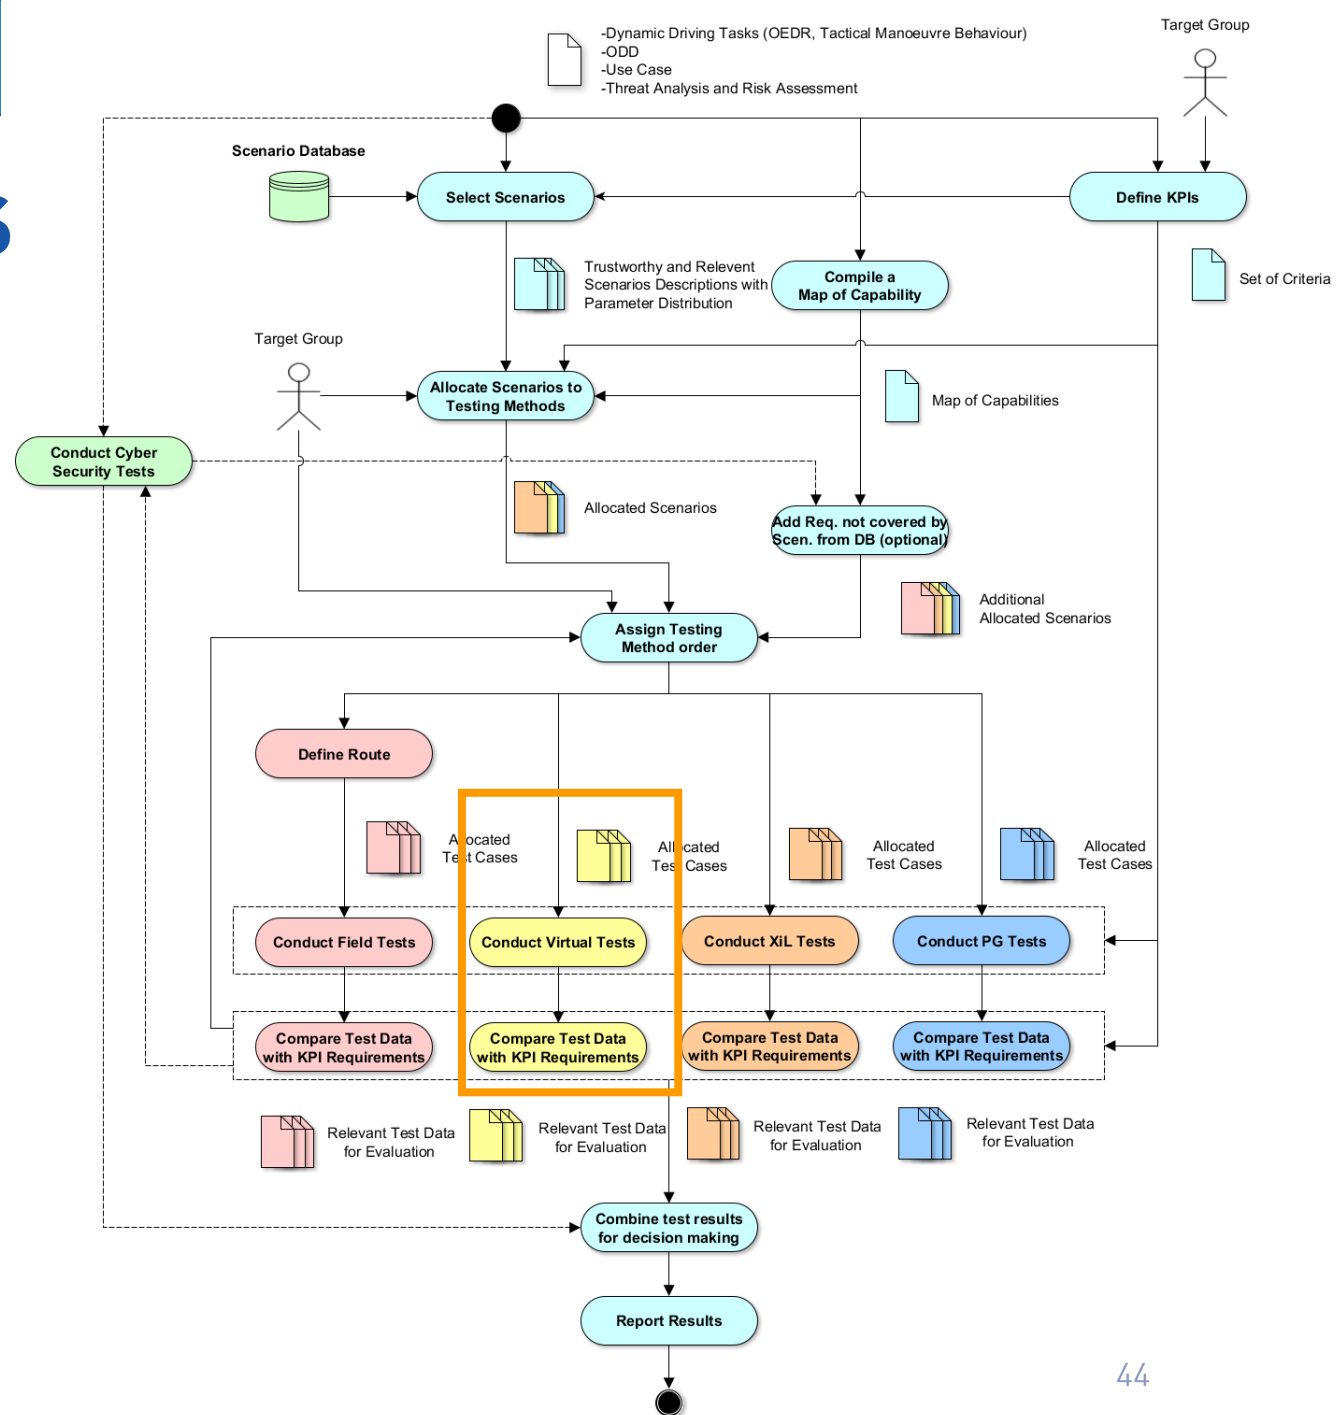 Target Group
-Dynamic Driving Tasks (OEDR, Tactical Manoeuvre Behaviour)
-ODD
-Use Case
-Threat Analysis and Risk Assessment
Scenario Database
Select Scenarios
Define KPIs
Trustworthy and Relevent
Scenarios Descriptions with
Parameter Distribution
Compile a
Map of Capability
Set of Criteria
Target Group
Allocate Scenarios to
Testing Methods
Map of Capabilities
Conduct Cyber
Security Tests
Allocated Scenarios
Add Req. not covered by
Scen. from DB (optional)
Additional
Allocated Scenarios
Assign Testing
Method order
Define Route
Allocated
Test Cases
Allocated
Test Cases
Allocated
Test Cases
Allocated
Test Cases
Conduct Field Tests
Conduct Virtual Tests
Conduct XiL Tests
Conduct PG Tests
Compare Test Data
with KPI Requirements
Compare Test Data
with KPI Requirements
Compare Test Data
with KPI Requirements
Compare Test Data
with KPI Requirements
Relevant Test Data
for Evaluation
Relevant Test Data
for Evaluation
Relevant Test Data
for Evaluation
Relevant Test Data
for Evaluation
Combine test results
for decision making
Report Results
44